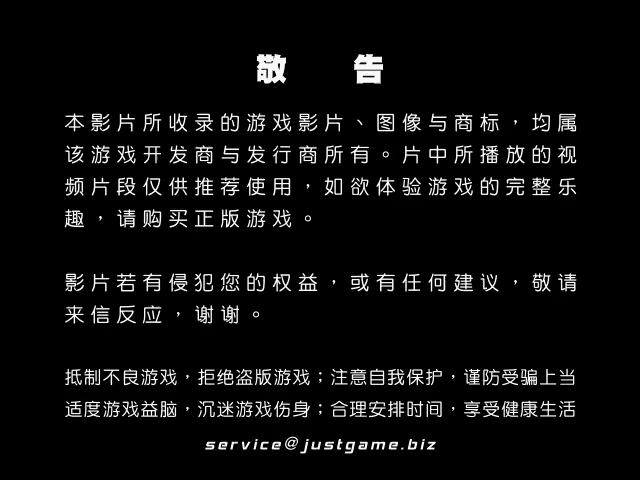 敬 告
本影片所收录的游戏影片、图像与商标，均属
该游戏开发商与发行商所有。片中所播放的视
频片段仅供推荐使用，如欲体验游戏的完整乐
趣，请购买正版游戏。
影片若有侵犯您的权益，或有任何建议，敬请
来信反应，谢谢。
抵制不良游戏，拒绝盗版游戏；注意自我保护，谨防受骗上当
适度游戏益脑，沉迷游戏伤身；合理安排时间，享受健康生活
service@justgame.biz